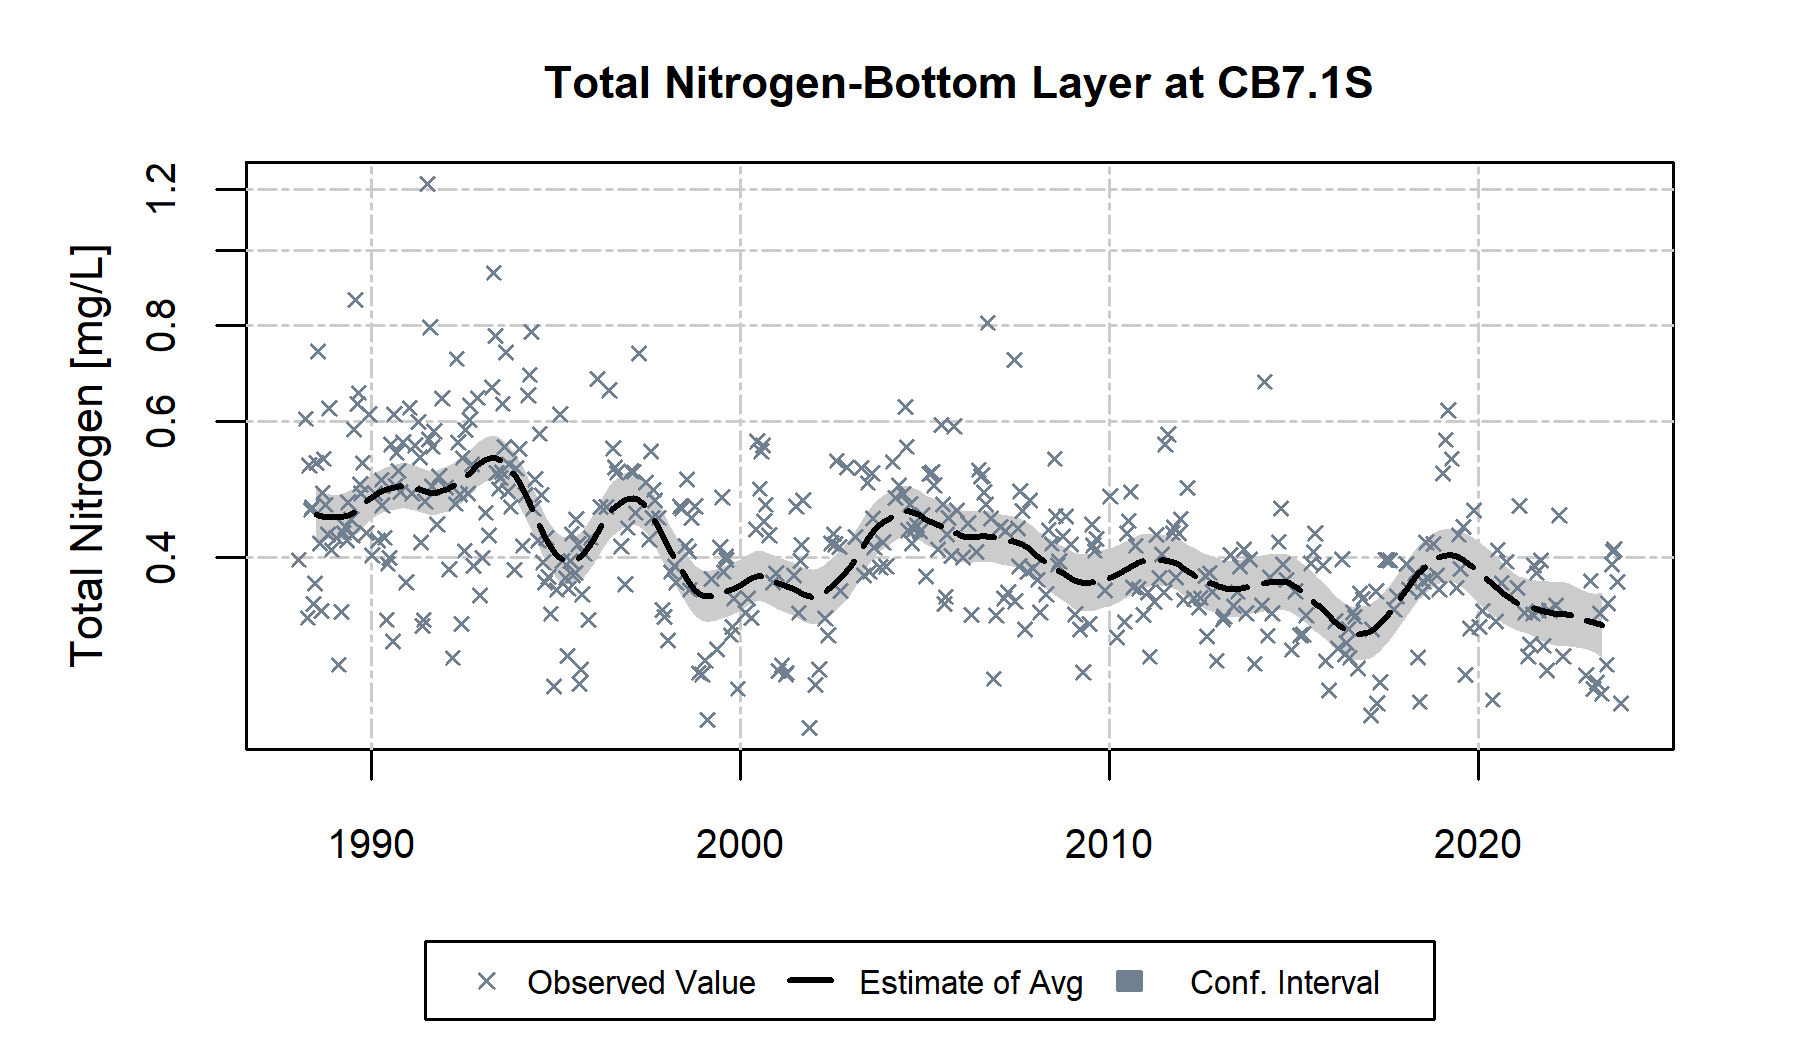 Total Nitrogen-Bottom Layer at CB7.1S
Total Nitrogen [mg/L]
1.2
0.8
0.6
0.4
1990 2000 2010 2020
Observed Value Estimate of Avg Conf. Interval